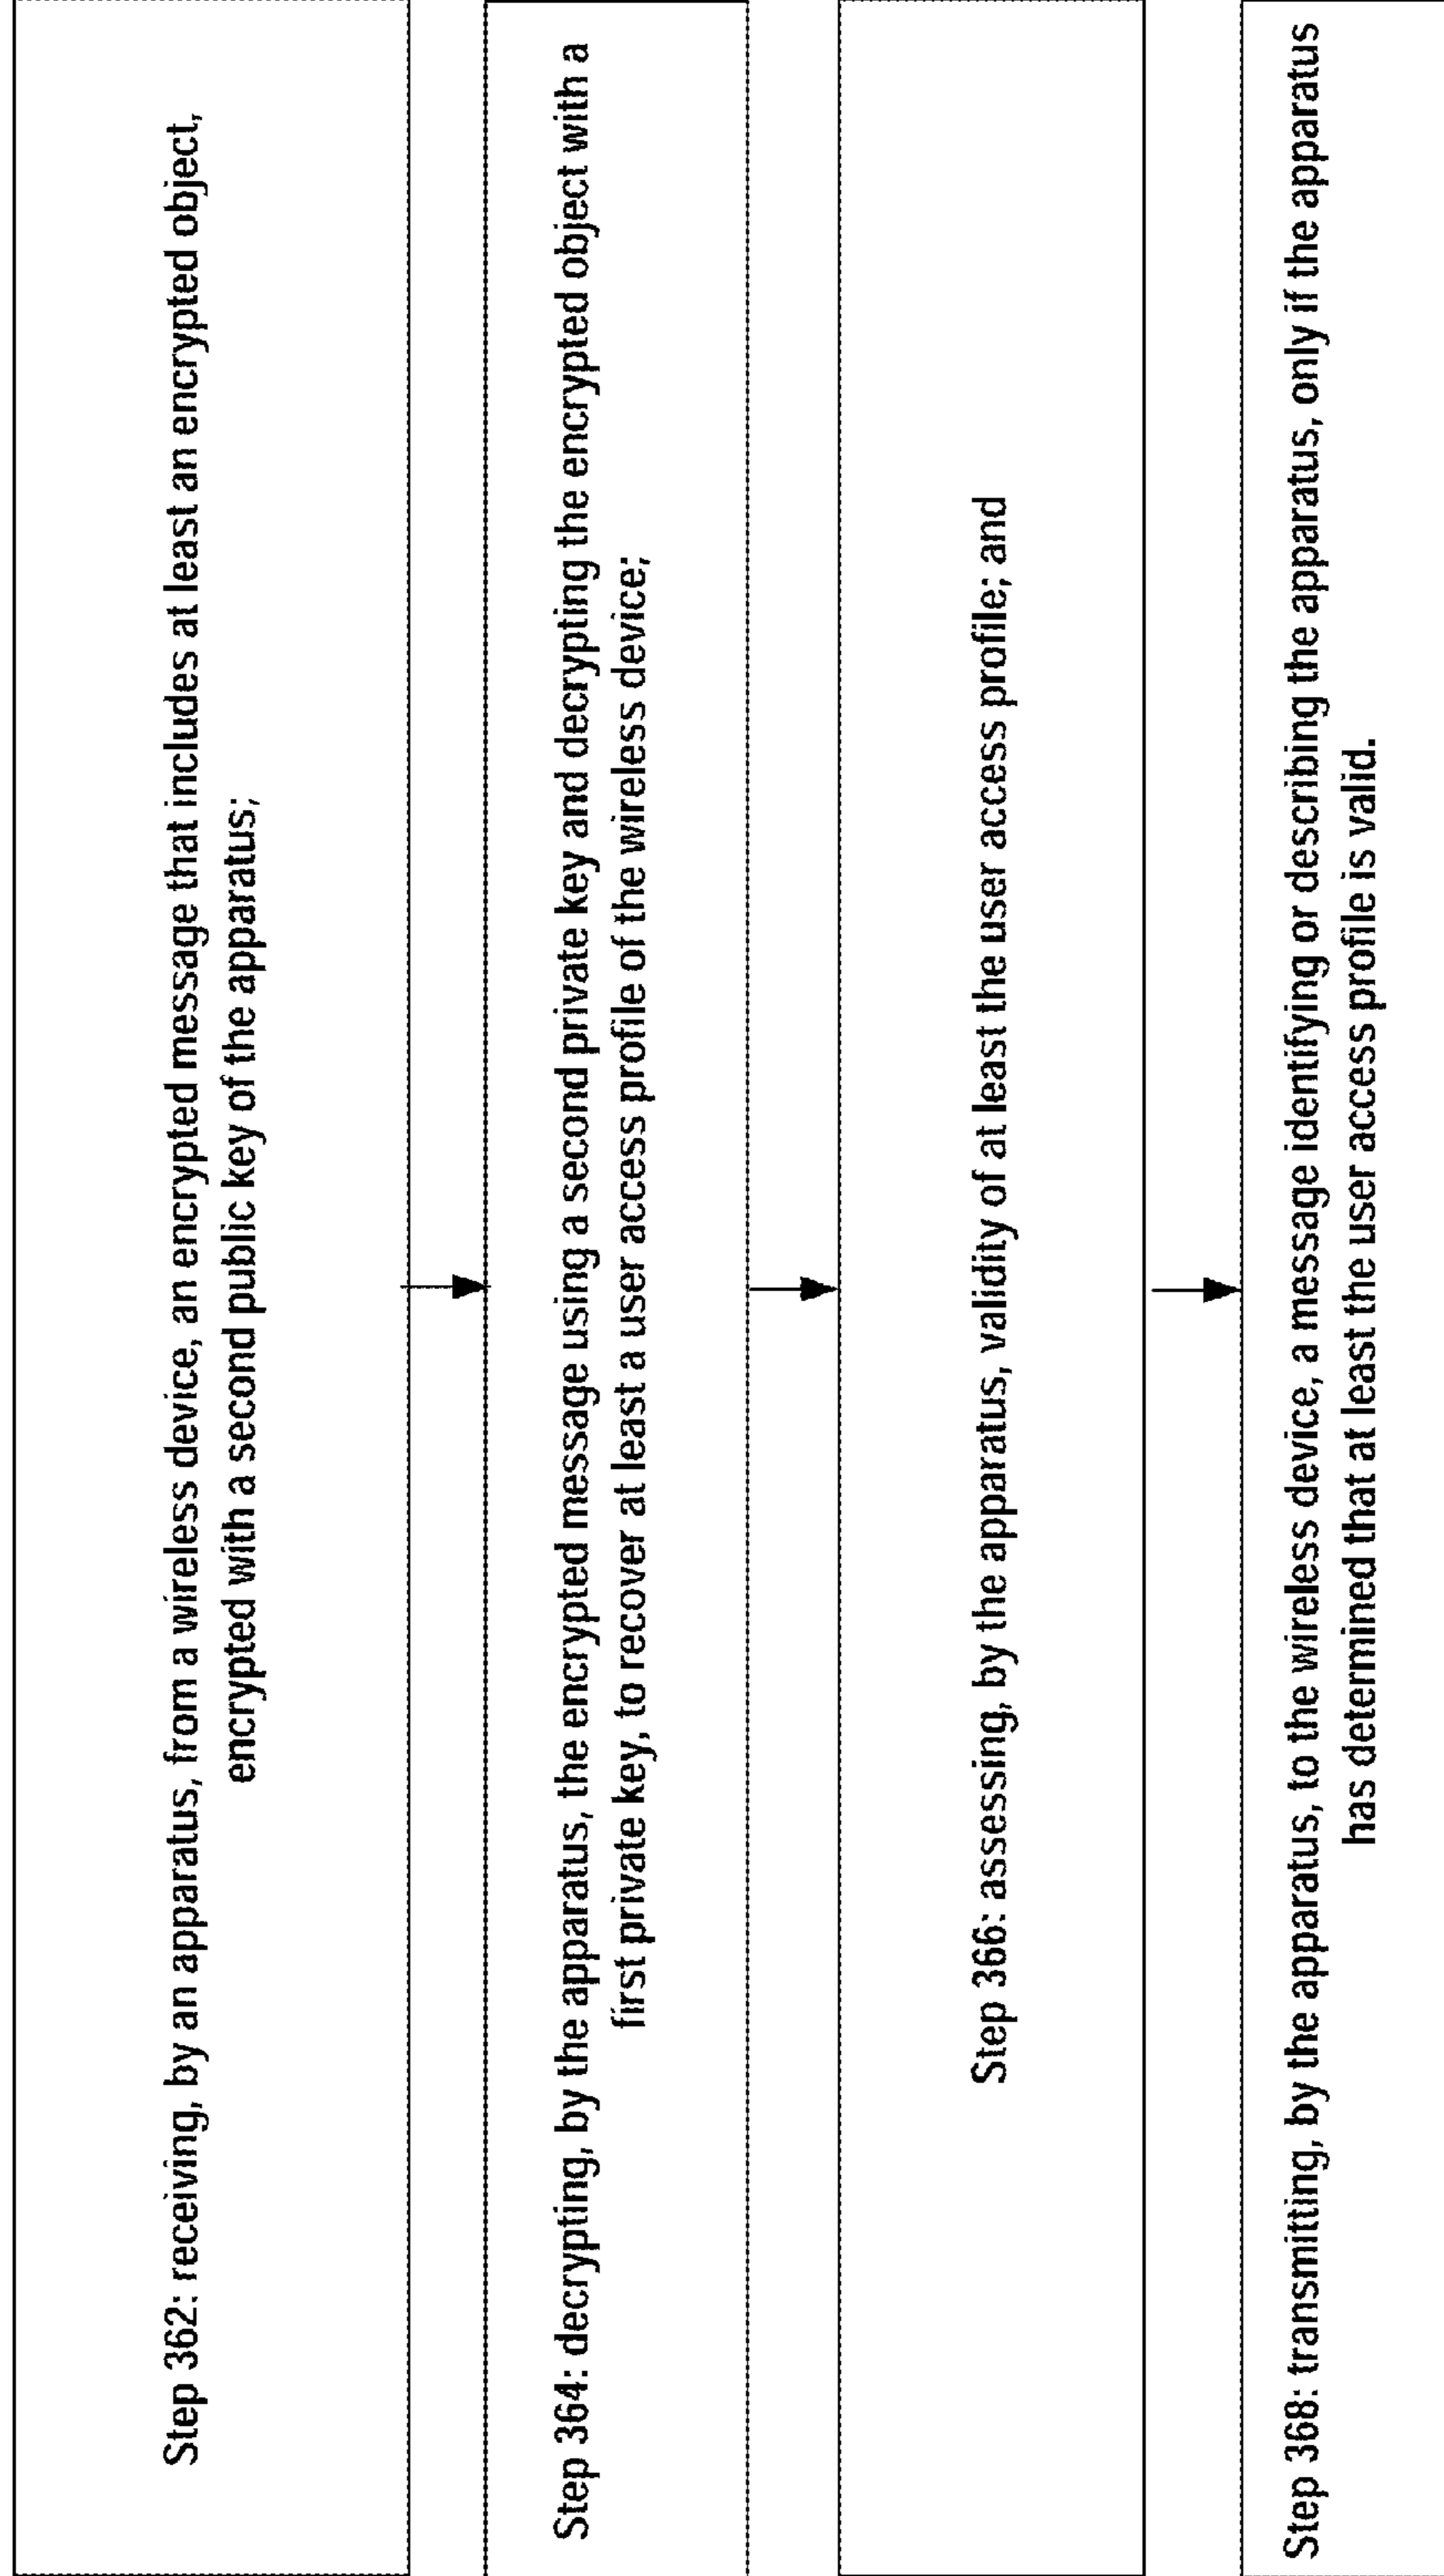 Step 362: receiving, by an apparatus, from a wireless device, an encrypted message that includes at least an encrypted object,
encrypted with a second public key of the apparatus;
Step 364: decrypting, by the apparatus, the encrypted message using a second private key and decrypting the encrypted object with a
first private key, to recover at least a user access profile of the wireless device;
Step 366: assessing, by the apparatus, validity of at least the user access profile; and
Step 368: transmitting, by the apparatus, to the wireless device, a message identifying or describing the apparatus, only if the apparatus
has determined that at least the user access profile is valid.